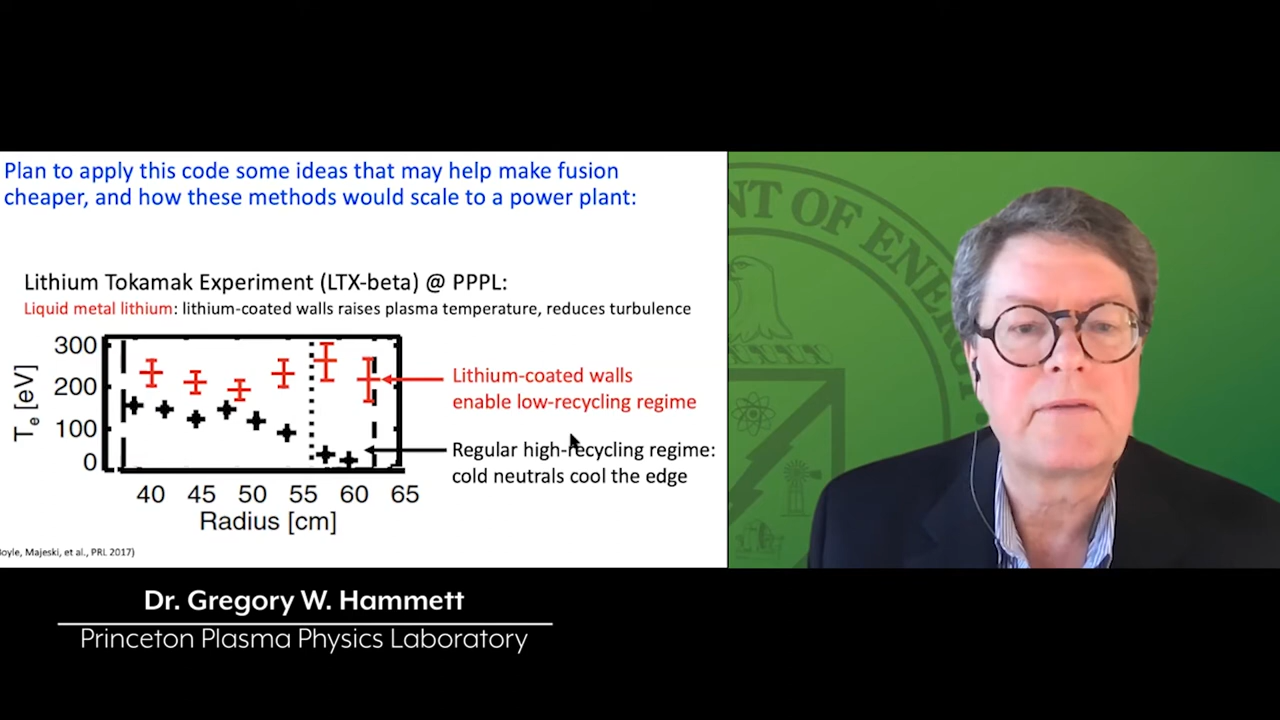 Plan to apply this code some ideas that may help make fusion
cheaper, and how these methods would scale to a power plant:
Lithium Tokamak Experiment (LTX-beta) @ PPPL:
Liquid metal lithium: lithium-coated walls raises plasma temperature, reduces turbulence
300
200
100
0
Te [eV]
40 45 50 55 60 65
Radius [cm]
Lithium-coated walls
enable low-recycling regime
Regular high-recycling regime:
cold neutrals cool the edge
oyle, Majeski, et al., PRL 2017)
NT OF ENERG
Dr. Gregory W. Hammett
Princeton Plasma Physics Laboratory